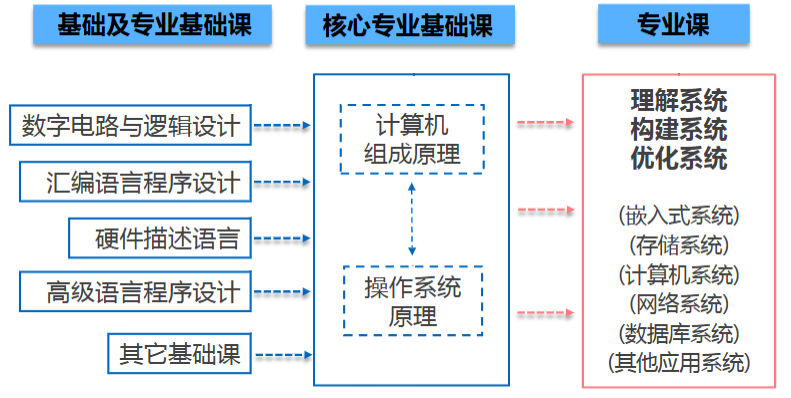 基础及专业基础课
核心专业基础课
专业课
数字电路与逻辑设计
汇编语言程序设计
硬件描述语言
高级语言程序设计
其它基础课
计算机
组成原理
操作系统
原理
理解系统
构建系统
优化系统
(嵌入式系统)
(存储系统)
(计算机系统)
(网络系统)
(数据库系统)
(其他应用系统)